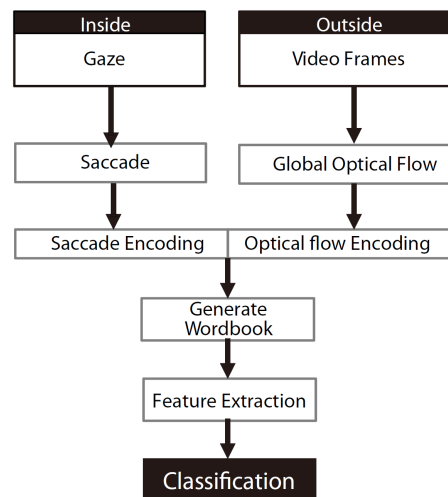 Inside
Outside
Gaze
Video Frames
Saccade
Global Optical Flow
Saccade Encoding
Optical flow Encoding
Generate
Wordbook
Feature Extraction
Classification